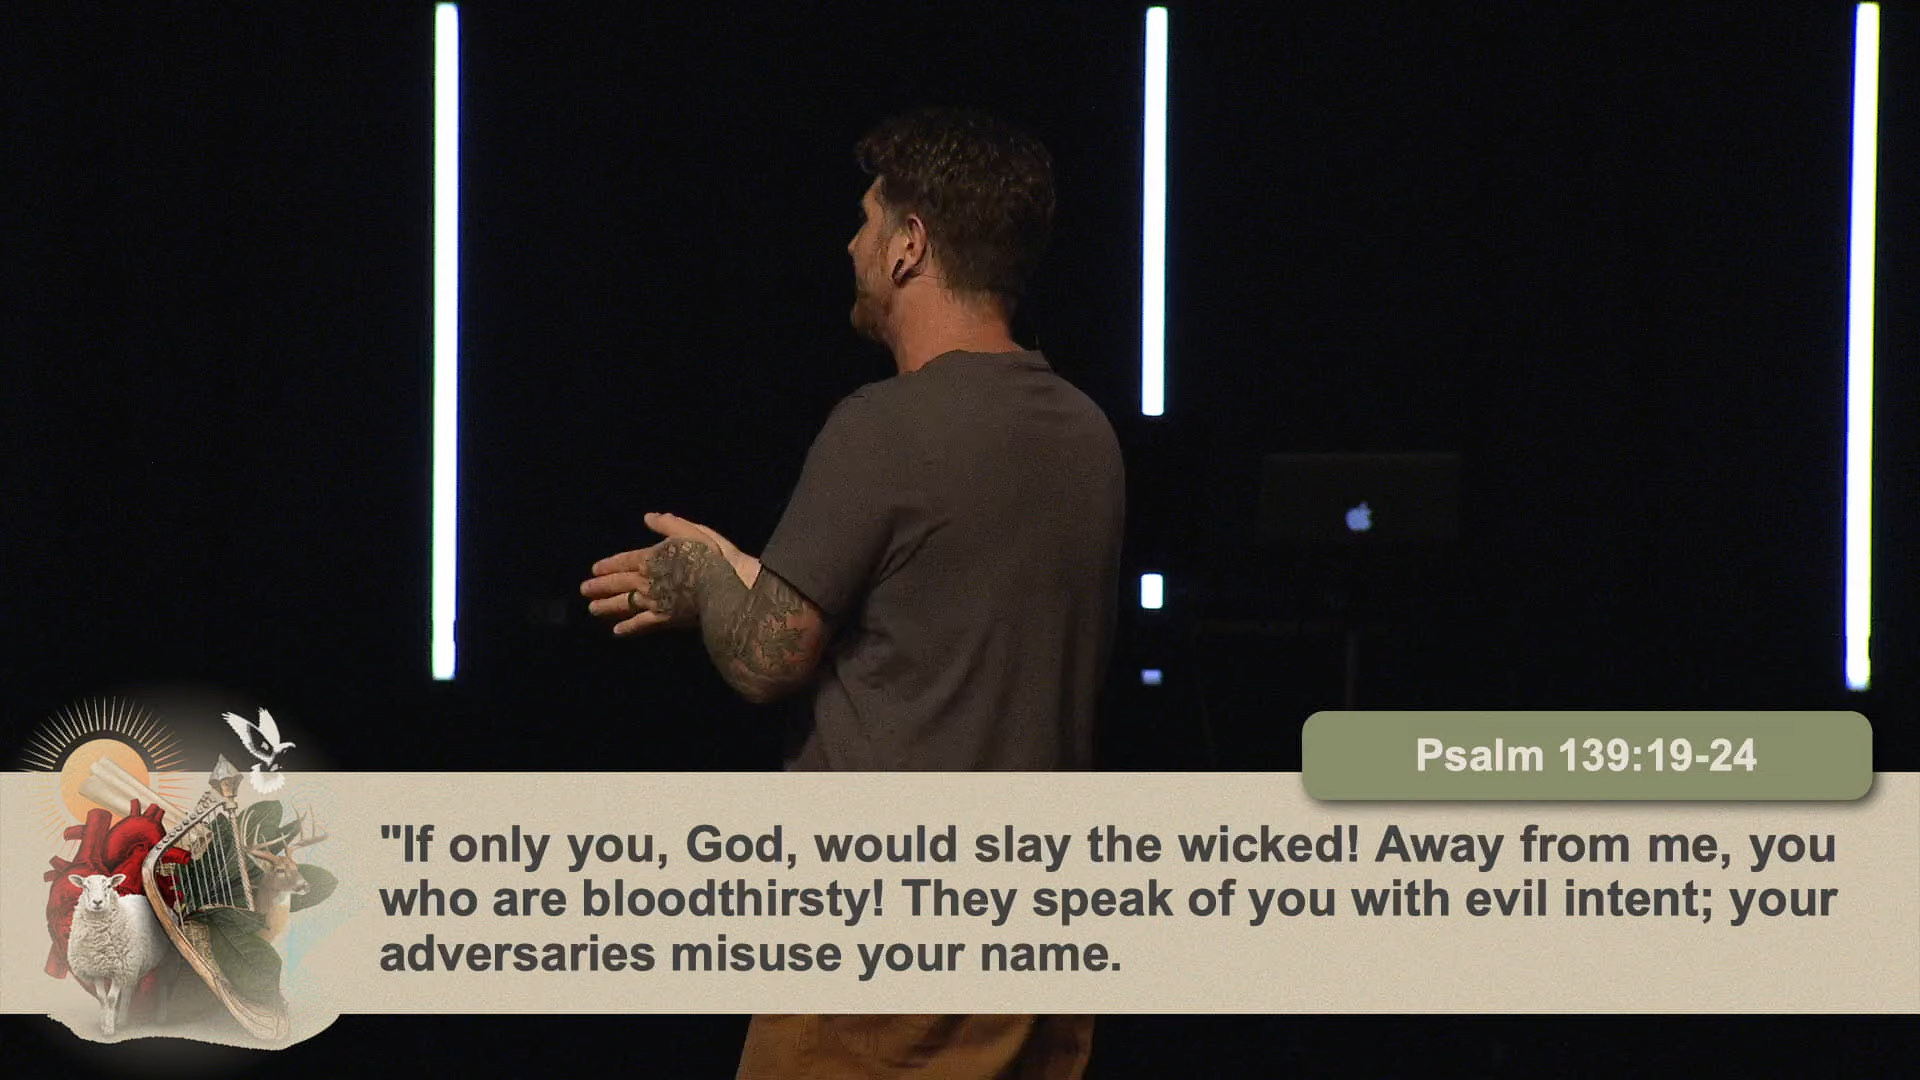 Psalm 139:19-24
"If only you, God, would slay the wicked! Away from me, you
who are bloodthirsty! They speak of you with evil intent; your
adversaries misuse your name.